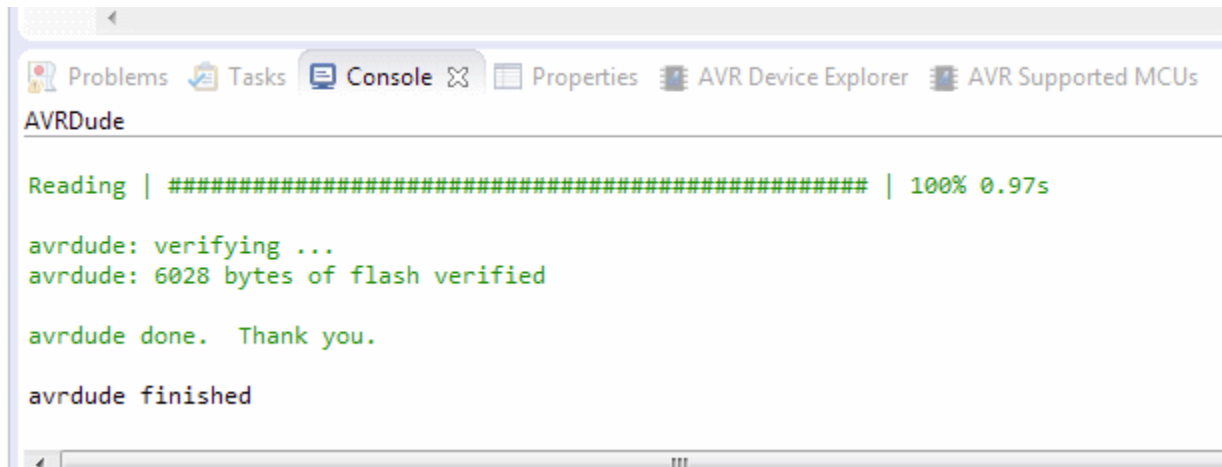 Problems Tasks Console Properties AVR Device Explorer AVR Supported MCUs
AVRDude
Reading | ################################################## | 100% 0.97s
avrdude: verifying ...
avrdude: 6028 bytes of flash verified
avrdude done.  Thank you.
avrdude finished